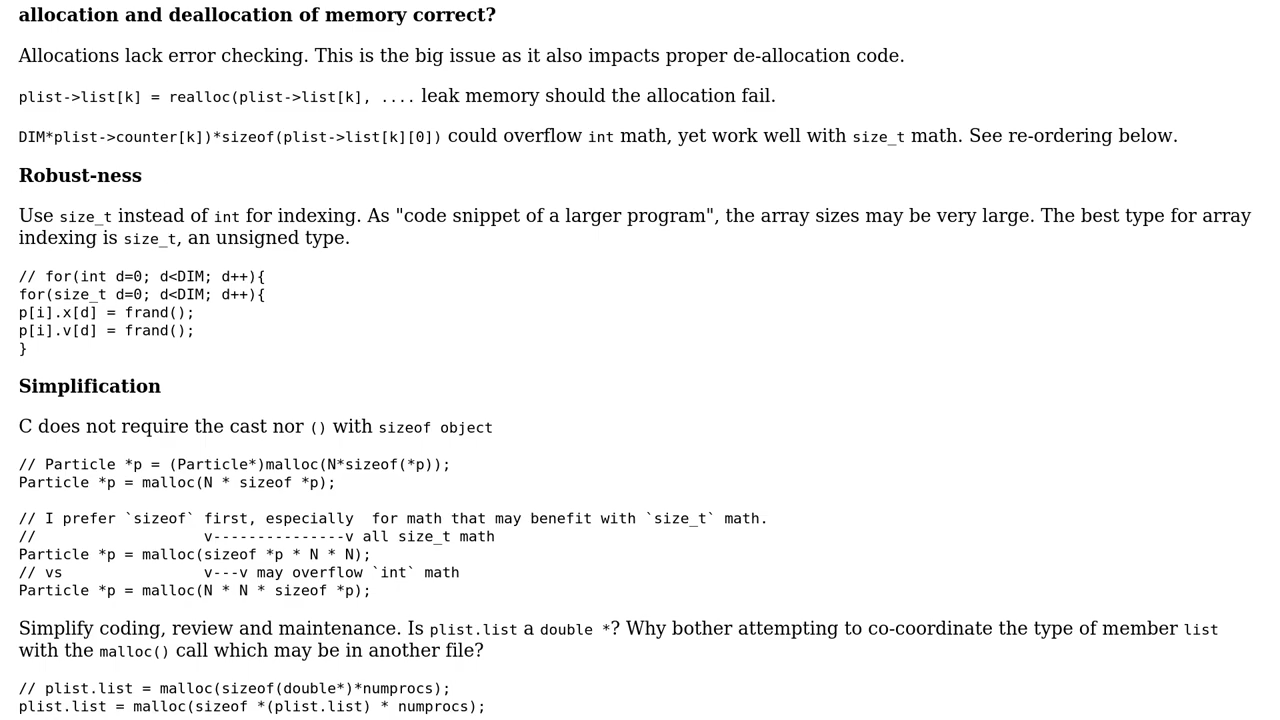 allocation and deallocation of memory correct?
Allocations lack error checking. This is the big issue as it also impacts proper de-allocation code.
plist->list[k] = realloc(plist->list[k], .... leak memory should the allocation fail.
DIM*plist->counter[k])*sizeof(plist->list[k][0]) could overflow int math, yet work well with size_t math. See re-ordering below.
Robust-ness
Use size_t instead of int for indexing. As "code snippet of a larger program", the array sizes may be very large. The best type for array
indexing is size_t, an unsigned type.
// for(int d=0; d<DIM; d++){
for(size_t d=0; d<DIM; d++){
p[i].x[d] = frand();
p[i].v[d] = frand();
}
Simplification
C does not require the cast nor () with sizeof object
// Particle *p = (Particle*)malloc(N*sizeof(*p));
Particle *p = malloc(N * sizeof *p);
// I prefer `sizeof` first, especially  for math that may benefit with `size_t` math.
//                   v---------------v all size_t math
Particle *p = malloc(sizeof *p * N * N);
// vs                v---v may overflow `int` math
Particle *p = malloc(N * N * sizeof *p);
Simplify coding, review and maintenance. Is plist.list a double *? Why bother attempting to co-coordinate the type of member list
with the malloc() call which may be in another file?
// plist.list = malloc(sizeof(double*)*numprocs);
plist.list = malloc(sizeof *(plist.list) * numprocs);